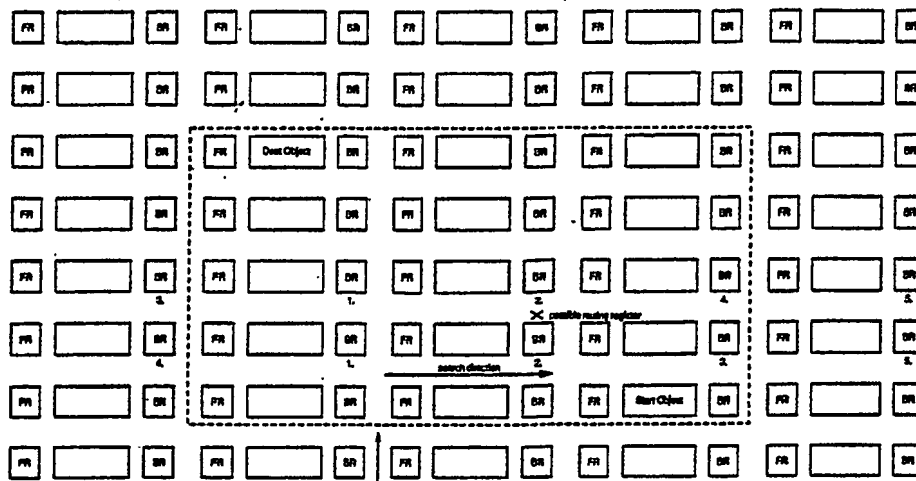 FR BR FR BR FR BR FR BR FR BR
FR BR FR BR FR BR FR BR FR BR
FR BR FR Dest Object BR FR BR FR BR FR BR
FR BR FR BR FR BR FR BR FR BR
FR BR FR BR FR BR FR BR FR BR
3. 1. 2. 4. 5.
possible routing register
FR BR FR BR FR BR FR BR FR BR
4. 1. 2. 3.
search direction
FR BR FR BR FR BR FR Start Object BR FR BR
FR BR FR BR FR BR FR BR FR BR